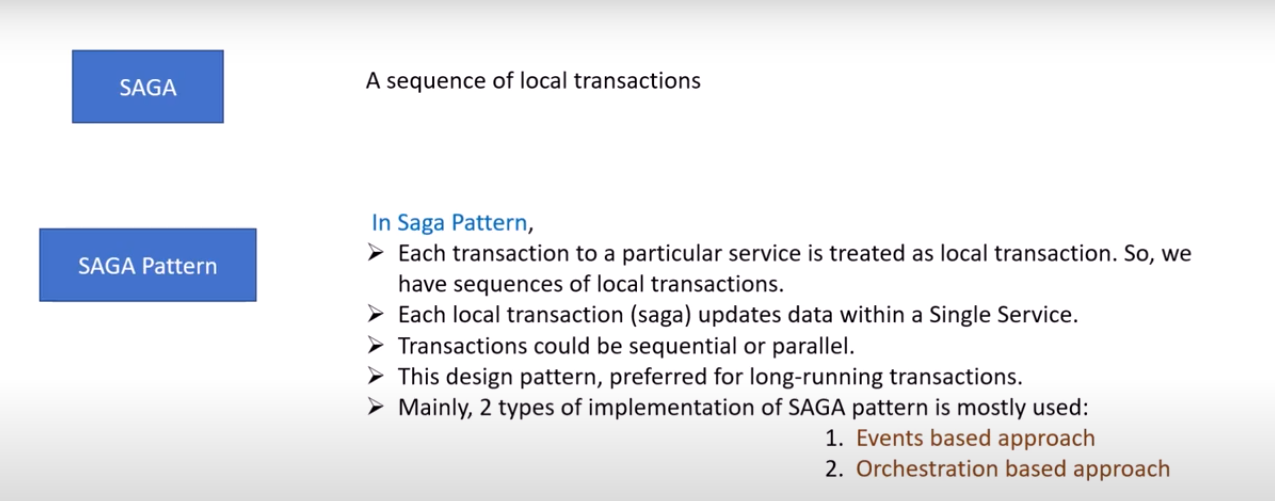 SAGA
A sequence of local transactions
SAGA Pattern
In Saga Pattern,
➢ Each transaction to a particular service is treated as local transaction. So, we
have sequences of local transactions.
➢ Each local transaction (saga) updates data within a Single Service.
➢ Transactions could be sequential or parallel.
➢ This design pattern, preferred for long-running transactions.
➢ Mainly, 2 types of implementation of SAGA pattern is mostly used:
1. Events based approach
2. Orchestration based approach